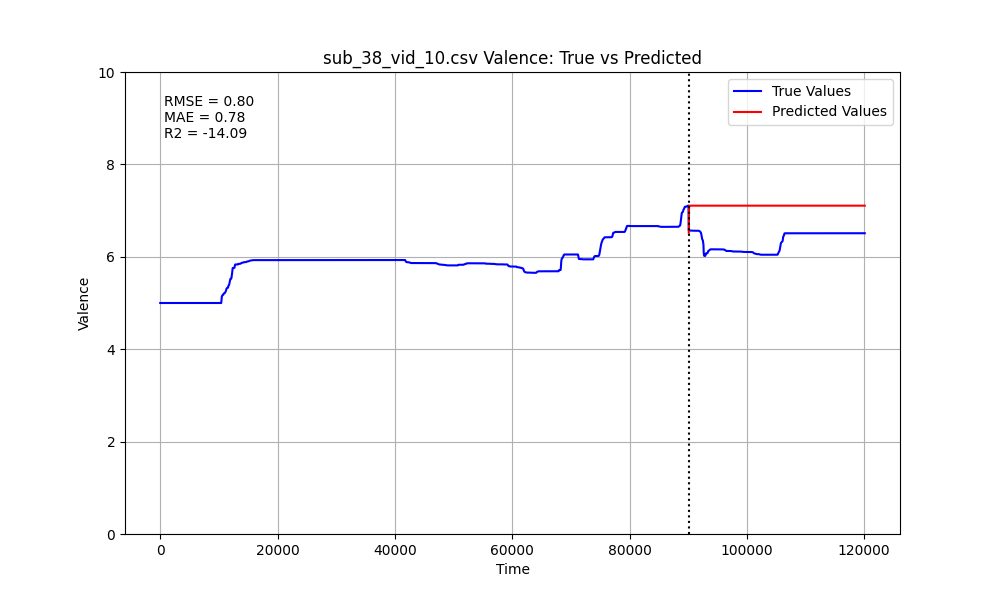 sub_38_vid_10.csv Valence: True vs Predicted
RMSE = 0.80
MAE = 0.78
R2 = -14.09
True Values
Predicted Values
10
8
6
4
2
0
Valence
0 20000 40000 60000 80000 100000 120000
Time